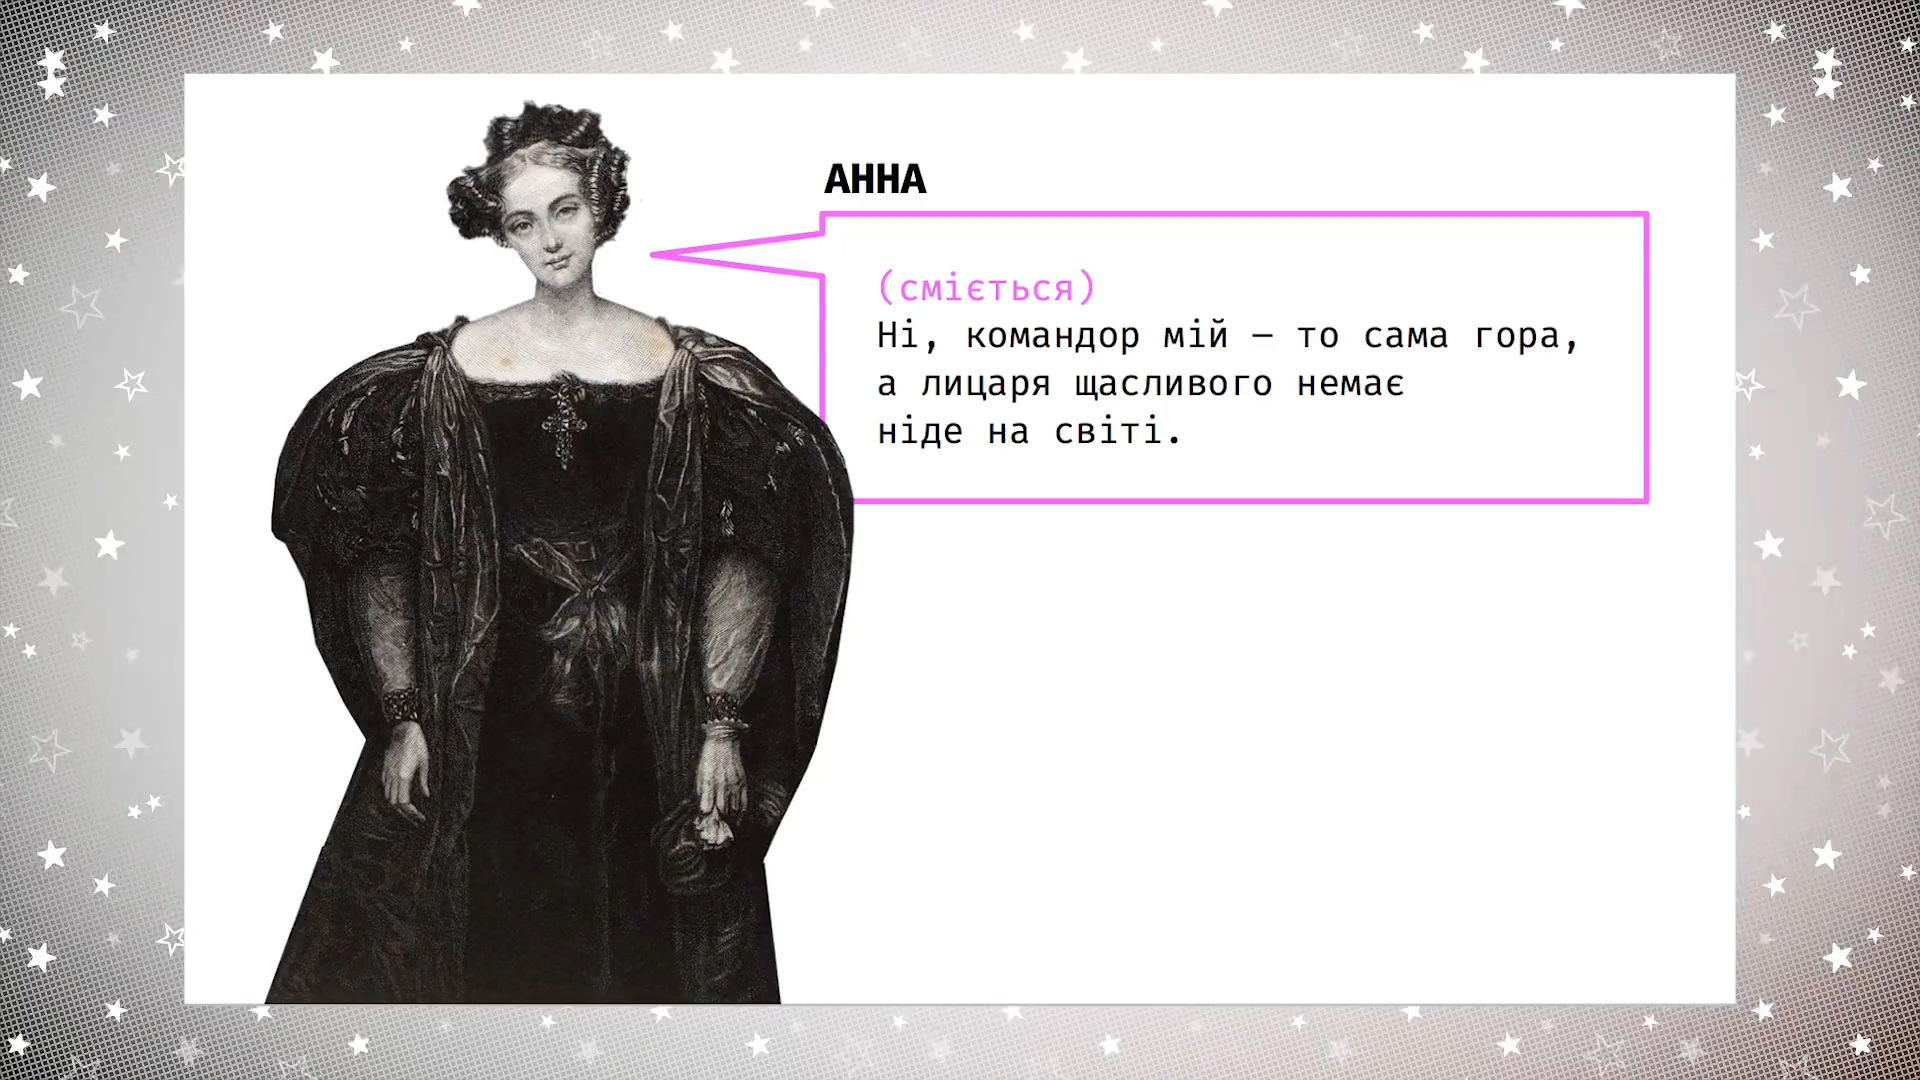 АННА
(сміється)
Ні, командор мій – то сама гора,
а лицаря щасливого немає
ніде на світі.